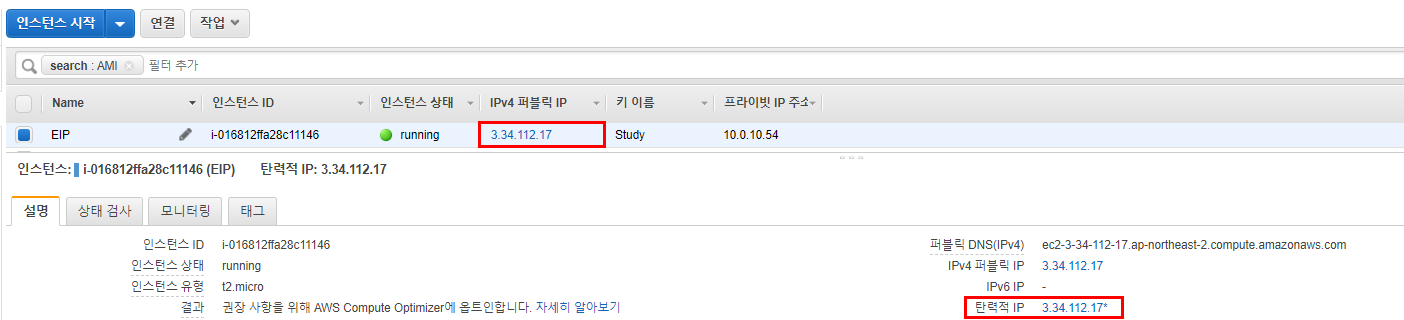 인스턴스 시작 연결 작업
search : AMI 필터 추가
Name 인스턴스 ID 인스턴스 상태 IPv4 퍼블릭 IP 키 이름 프라이빗 IP 주소
EIP i-016812ffa28c11146 running 3.34.112.17 Study 10.0.10.54
인스턴스: i-016812ffa28c11146 (EIP) 탄력적 IP: 3.34.112.17
설명 상태 검사 모니터링 태그
인스턴스 ID i-016812ffa28c11146 퍼블릭 DNS(IPv4) ec2-3-34-112-17.ap-northeast-2.compute.amazonaws.com
인스턴스 상태 running IPv4 퍼블릭 IP 3.34.112.17
인스턴스 유형 t2.micro IPv6 IP -
결과 권장 사항을 위해 AWS Compute Optimizer에 옵트인합니다. 자세히 알아보기 탄력적 IP 3.34.112.17*